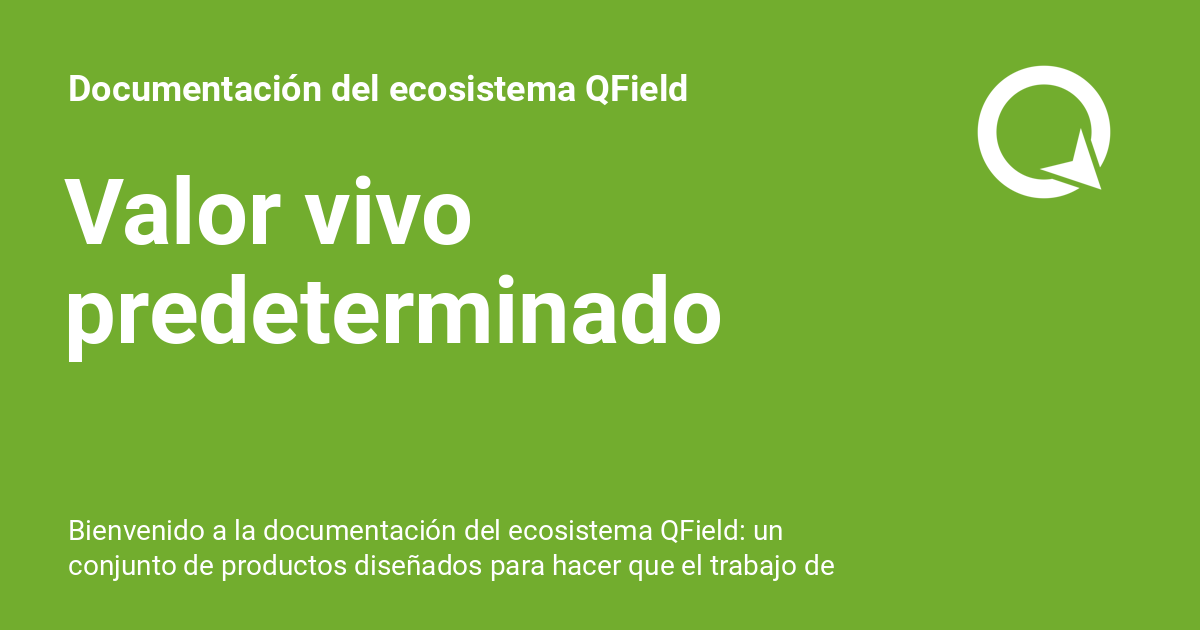 Documentación del ecosistema QField
Valor vivo
predeterminado
Bienvenido a la documentación del ecosistema QField: un
conjunto de productos diseñados para hacer que el trabajo de